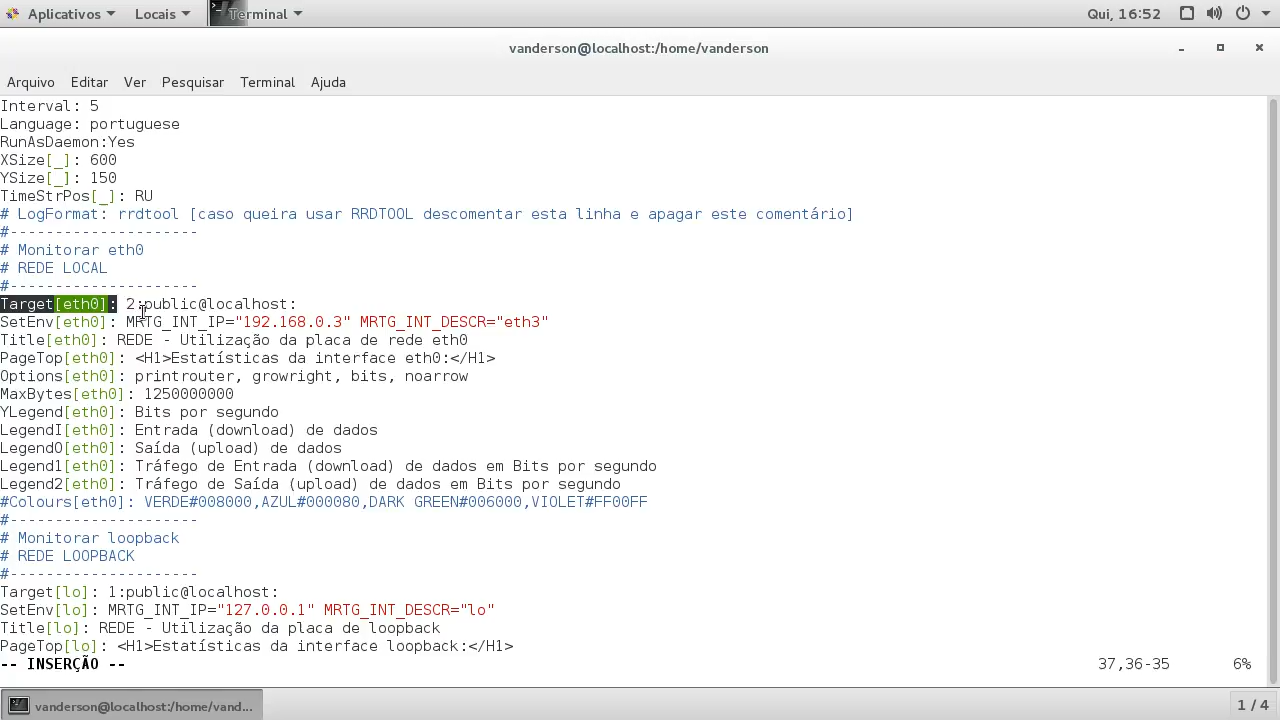 Aplicativos Locais Terminal Qui, 16:52
vanderson@localhost:/home/vanderson
Arquivo Editar Ver Pesquisar Terminal Ajuda
Interval: 5
Language: portuguese
RunAsDaemon:Yes
XSize[_]: 600
YSize[_]: 150
TimeStrPos[_]: RU
# LogFormat: rrdtool [caso queira usar RRDTOOL descomentar esta linha e apagar este comentário]
#---------------------
# Monitorar eth0
# REDE LOCAL
#---------------------
Target[eth0]: 2:public@localhost:
SetEnv[eth0]: MRTG_INT_IP="192.168.0.3" MRTG_INT_DESCR="eth3"
Title[eth0]: REDE - Utilização da placa de rede eth0
PageTop[eth0]: <H1>Estatísticas da interface eth0:</H1>
Options[eth0]: printrouter, growright, bits, noarrow
MaxBytes[eth0]: 1250000000
YLegend[eth0]: Bits por segundo
LegendI[eth0]: Entrada (download) de dados
LegendO[eth0]: Saída (upload) de dados
Legend1[eth0]: Tráfego de Entrada (download) de dados em Bits por segundo
Legend2[eth0]: Tráfego de Saída (upload) de dados em Bits por segundo
#Colours[eth0]: VERDE#008000,AZUL#000080,DARK GREEN#006000,VIOLET#FF00FF
#---------------------
# Monitorar loopback
# REDE LOOPBACK
#---------------------
Target[lo]: 1:public@localhost:
SetEnv[lo]: MRTG_INT_IP="127.0.0.1" MRTG_INT_DESCR="lo"
Title[lo]: REDE - Utilização da placa de loopback
PageTop[lo]: <H1>Estatísticas da interface loopback:</H1>
-- INSERÇÃO -- 37,36-35 6%
vanderson@localhost:/home/vand... 1 / 4